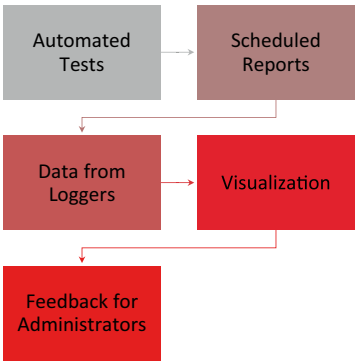 Automated
Tests
Scheduled
Reports
Data from
Loggers
Visualization
Feedback for
Administrators